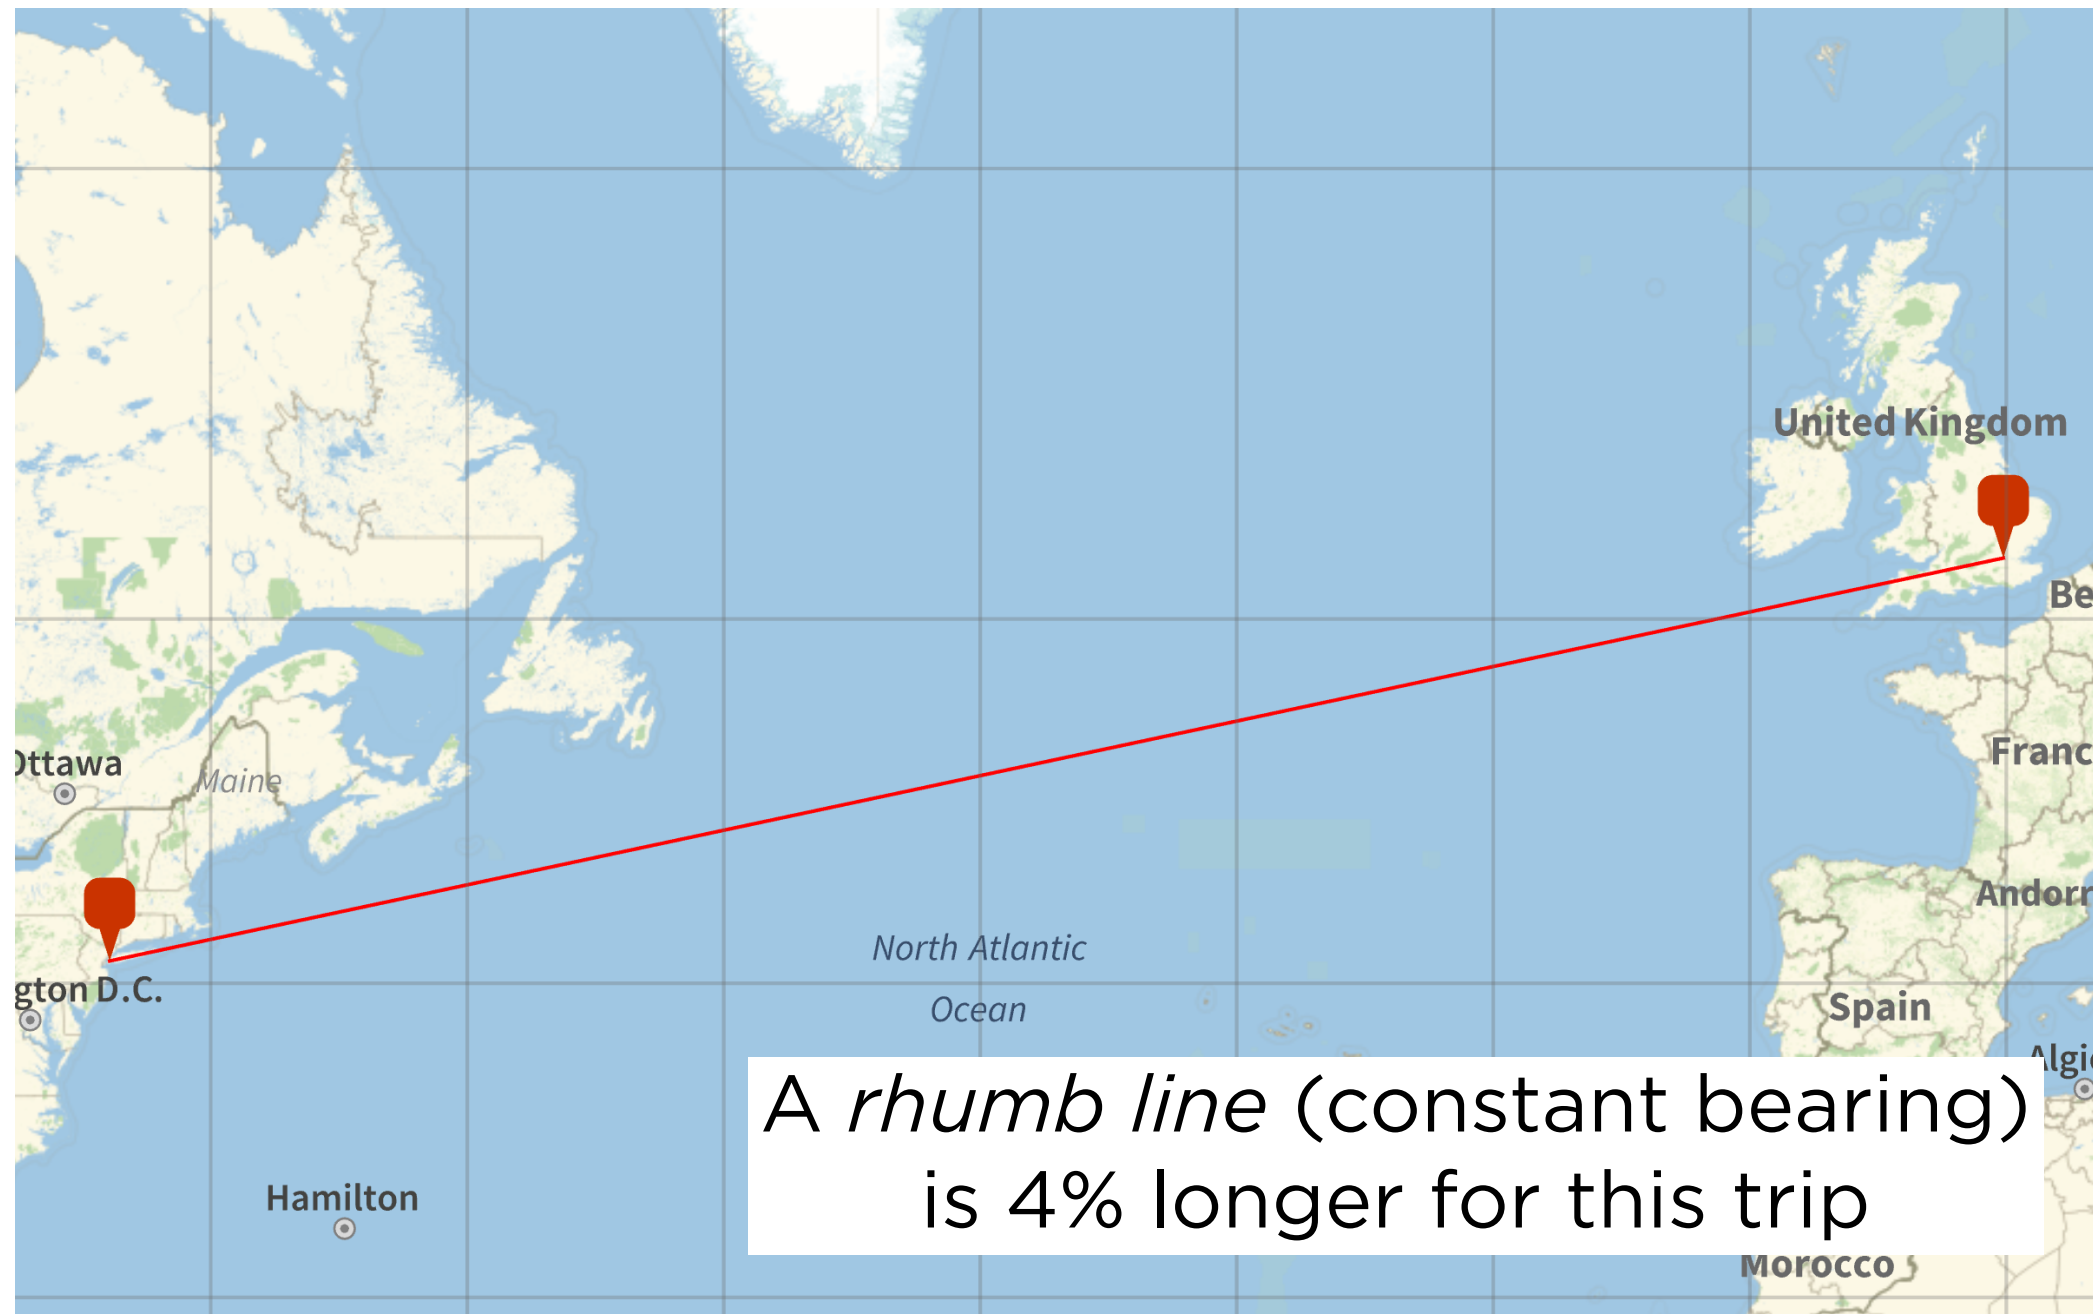 United Kingdom
Be
Ottawa
Maine
Franc
Andorr
North Atlantic
Ocean
gton D.C.
Spain
Algi
A rhumb line (constant bearing)
is 4% longer for this trip
Hamilton
Morocco